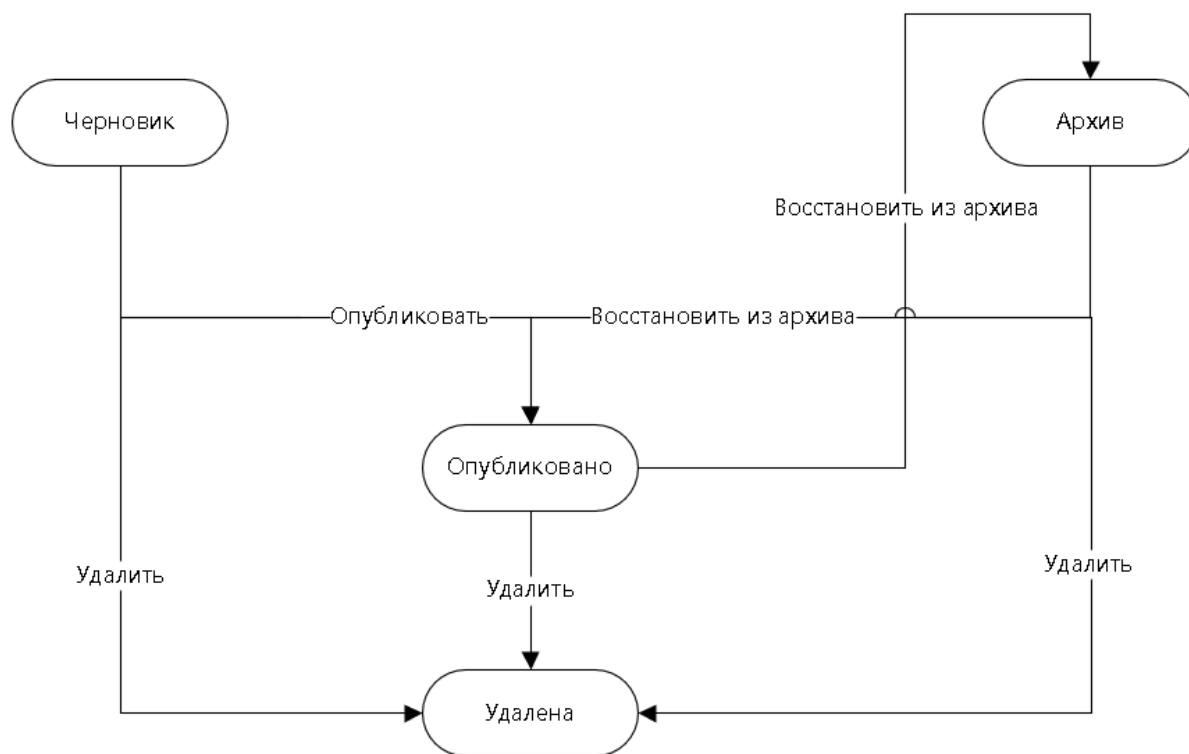 Черновик
Архив
Восстановить из архива
Опубликовать
Восстановить из архива
Опубликовано
Удалить
Удалить
Удалить
Удалена